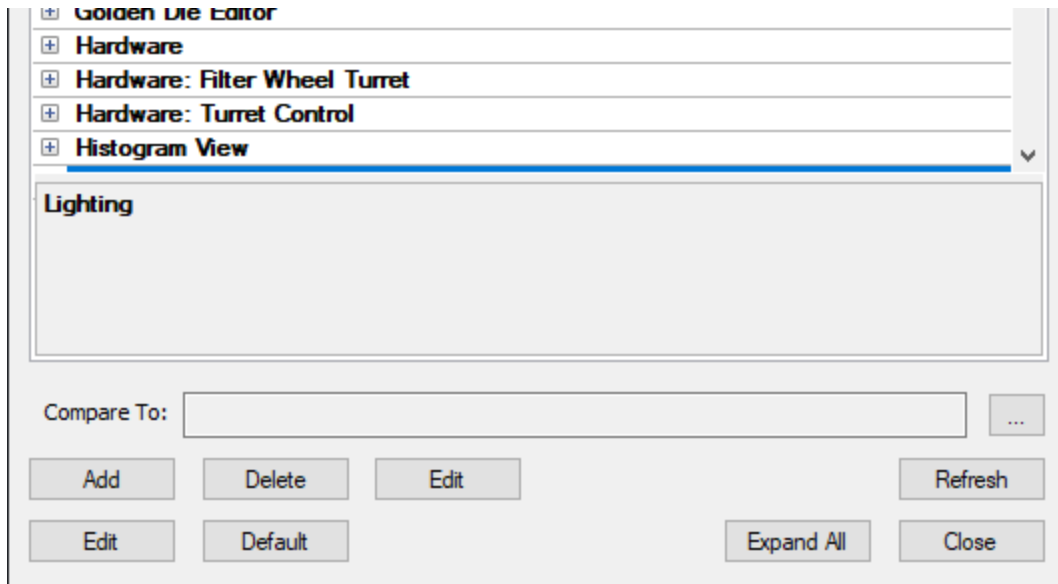 Golden Die Editor
Hardware
Hardware: Filter Wheel Turret
Hardware: Turret Control
Histogram View
Lighting
Compare To:
...
Add Delete Edit Refresh
Edit Default Expand All Close